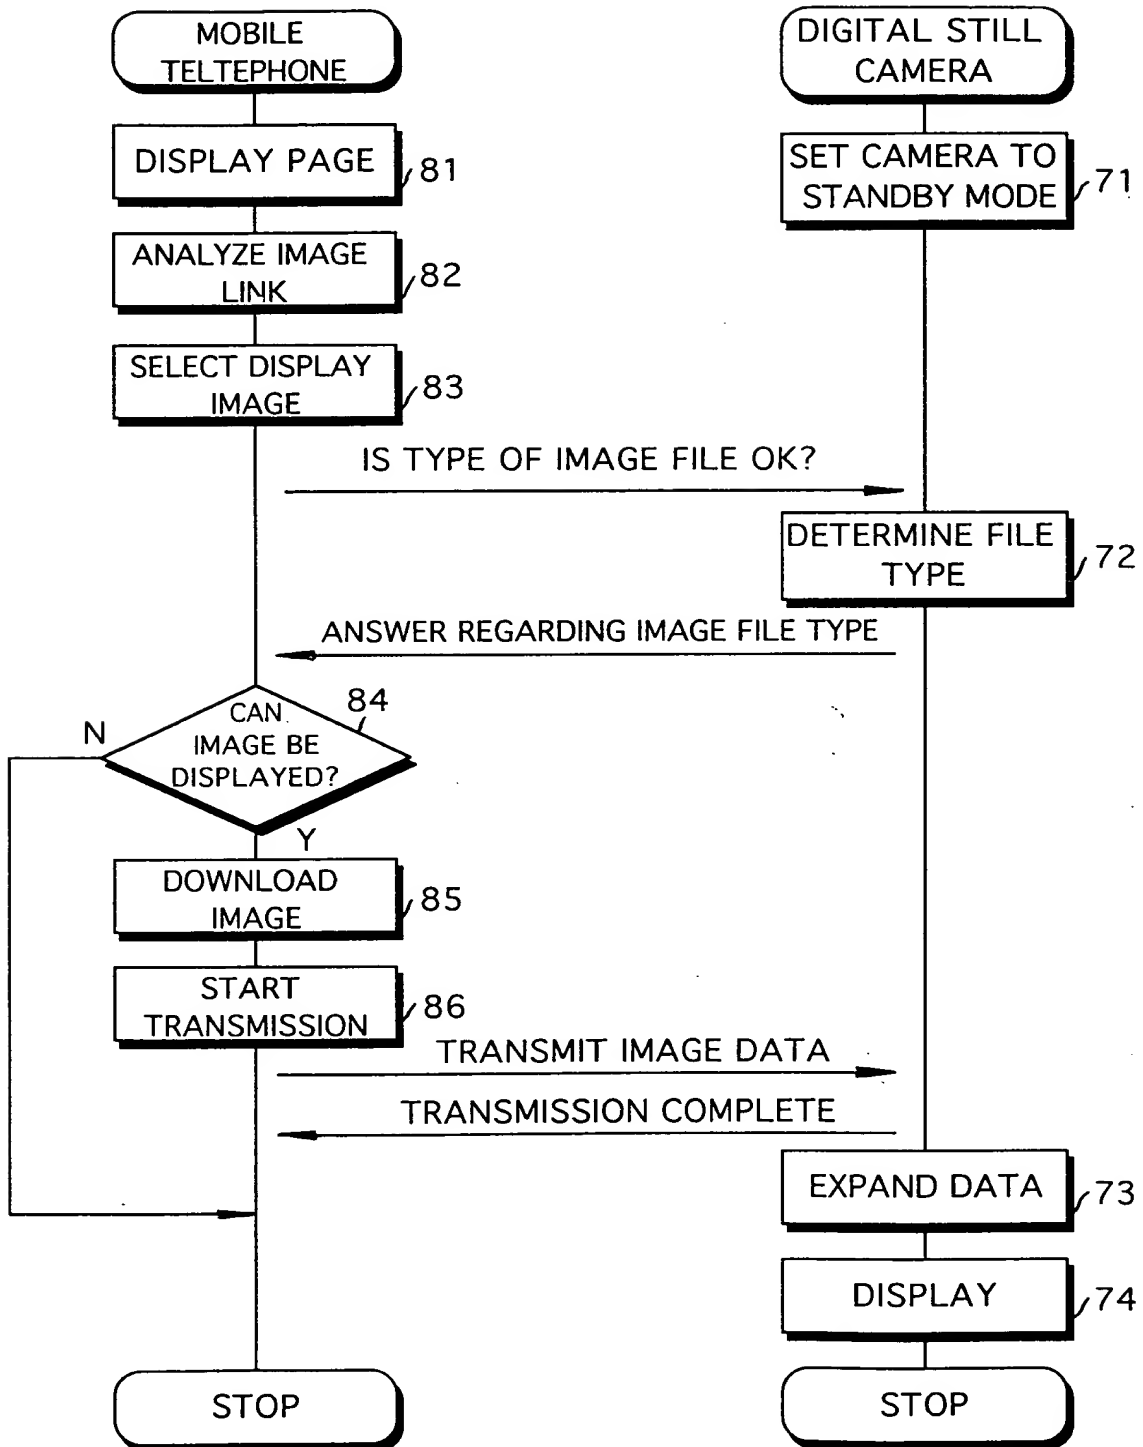 MOBILE
TELTEPHONE
DIGITAL STILL
CAMERA
DISPLAY PAGE
81
SET CAMERA TO
STANDBY MODE
71
ANALYZE IMAGE
LINK
82
SELECT DISPLAY
IMAGE
83
IS TYPE OF IMAGE FILE OK?
DETERMINE FILE
TYPE
72
ANSWER REGARDING IMAGE FILE TYPE
84
N
CAN
IMAGE BE
DISPLAYED?
Y
DOWNLOAD
IMAGE
85
START
TRANSMISSION
86
TRANSMIT IMAGE DATA
TRANSMISSION COMPLETE
EXPAND DATA
73
DISPLAY
74
STOP
STOP